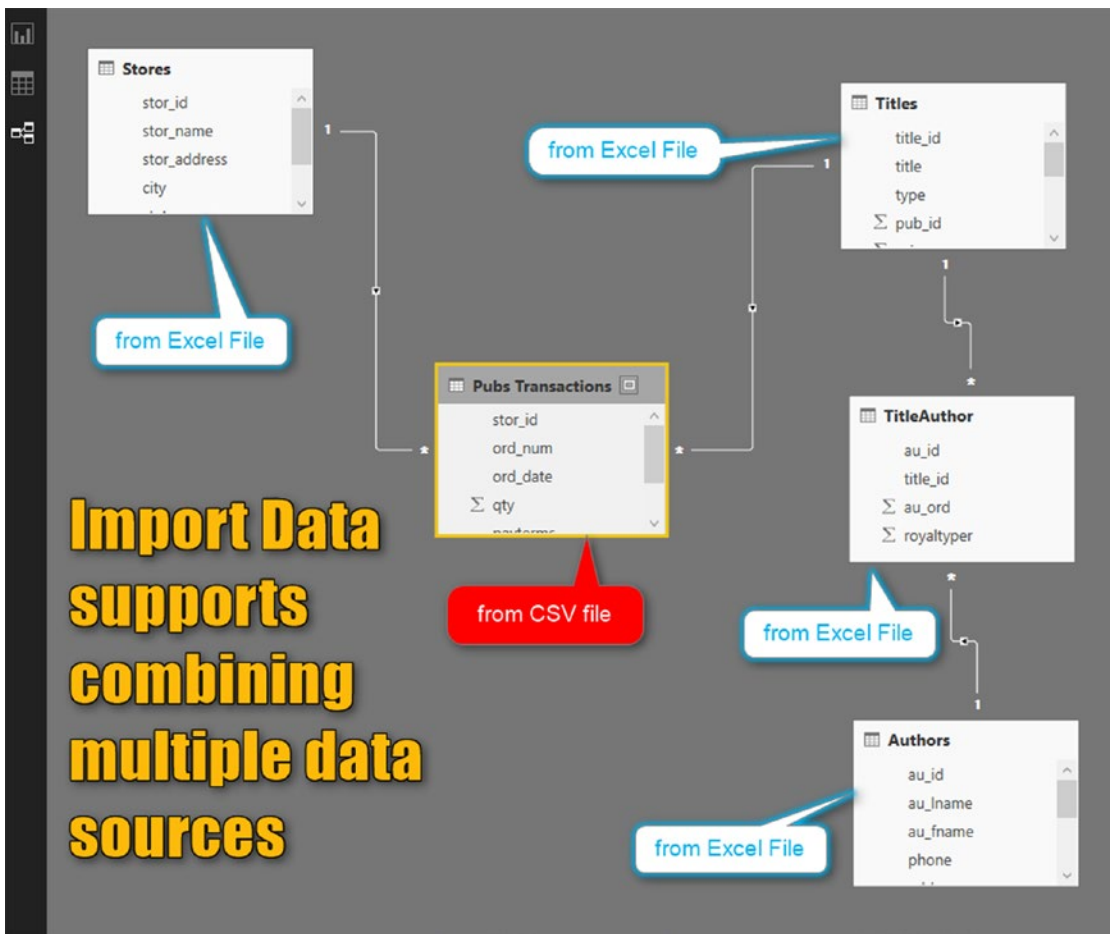 Stores
stor_id
stor_name
stor_address
city
1
from Excel File
Titles
title_id
title
type
Σ pub_id
1
from Excel File
1
*
Pubs Transactions
stor_id
ord_num
ord_date
Σ qty
payterms
*
*
from CSV file
TitleAuthor
au_id
title_id
Σ au_ord
Σ royaltyper
*
from Excel File
1
Authors
au_id
au_lname
au_fname
phone
from Excel File
Import Data
supports
combining
multiple data
sources